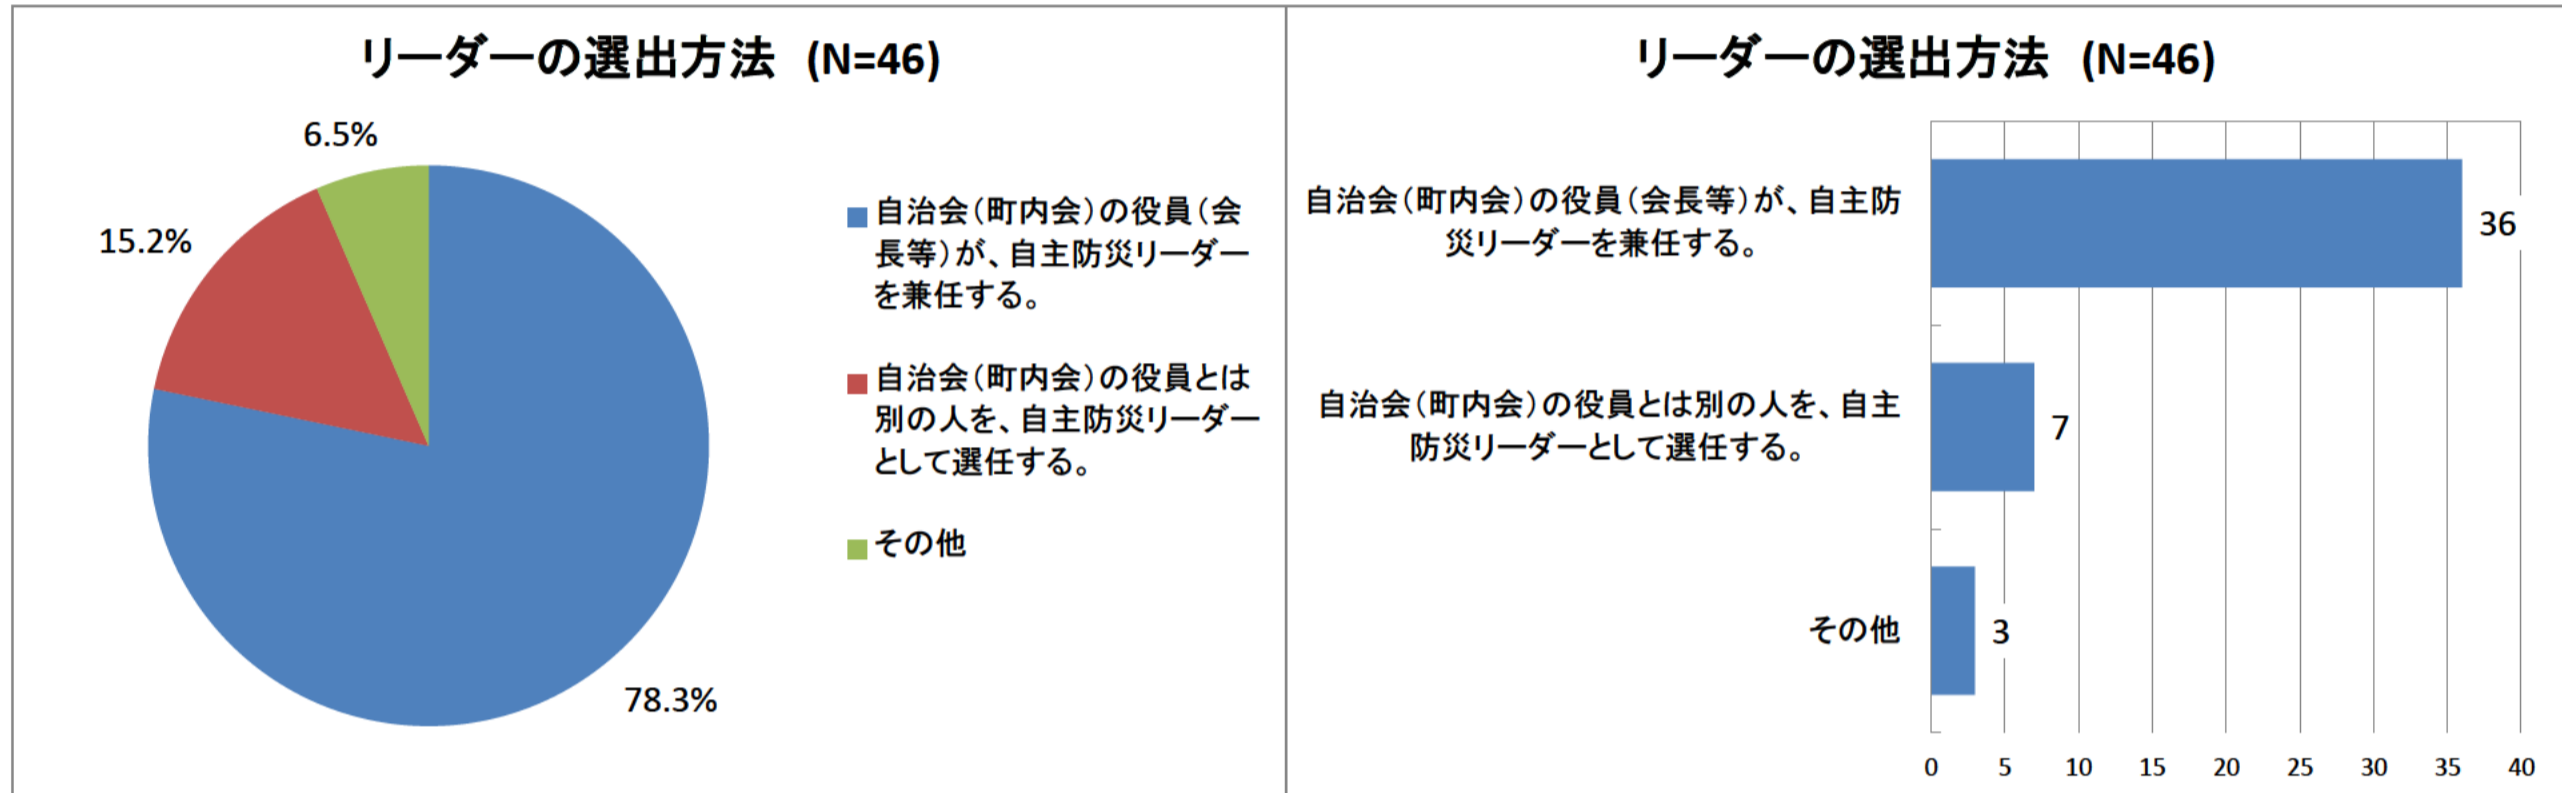 リーダーの選出方法 (N=46)
6.5%
15.2%
78.3%
自治会(町内会)の役員(会
長等)が、自主防災リーダー
を兼任する。
自治会(町内会)の役員とは
別の人を、自主防災リーダー
として選任する。
その他
リーダーの選出方法 (N=46)
自治会(町内会)の役員(会長等)が、自主防
災リーダーを兼任する。
36
自治会(町内会)の役員とは別の人を、自主
防災リーダーとして選任する。
7
その他
3
0 5 10 15 20 25 30 35 40